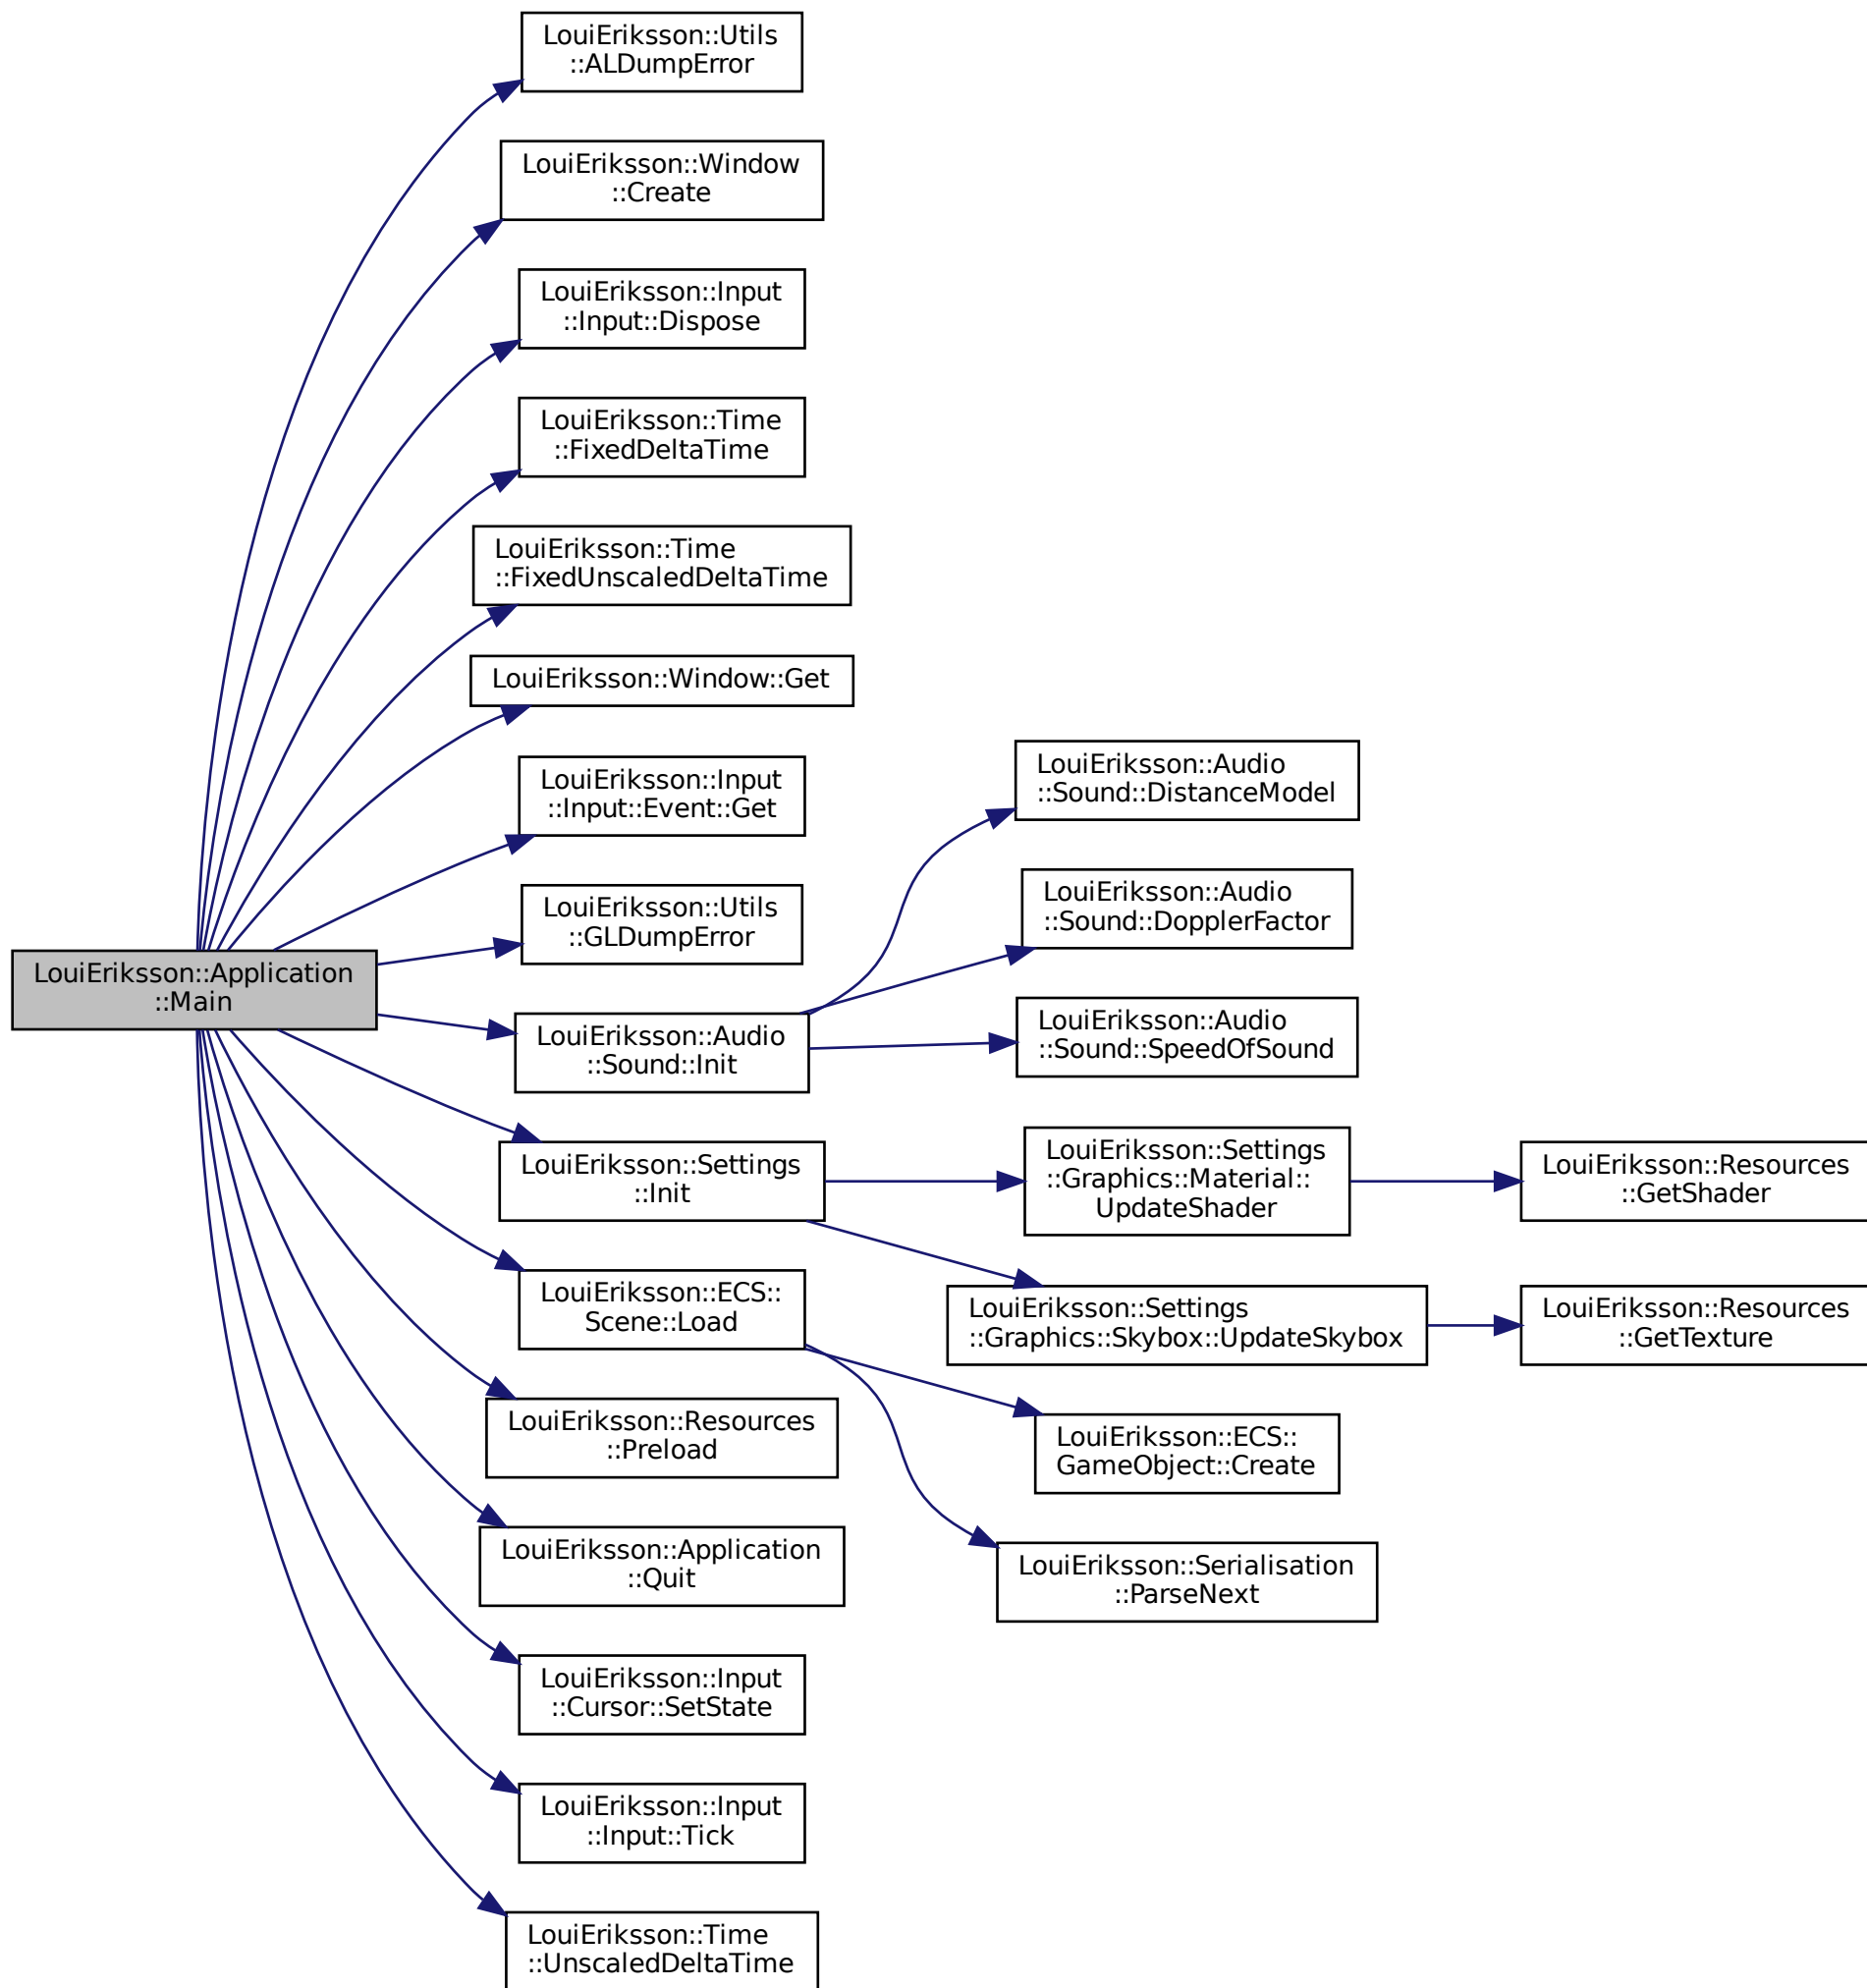 LouiEriksson::Utils
::ALDumpError
LouiEriksson::Window
::Create
LouiEriksson::Input
::Input::Dispose
LouiEriksson::Time
::FixedDeltaTime
LouiEriksson::Time
::FixedUnscaledDeltaTime
LouiEriksson::Window::Get
LouiEriksson::Input
::Input::Event::Get
LouiEriksson::Utils
::GLDumpError
LouiEriksson::Application
::Main
LouiEriksson::Audio
::Sound::Init
LouiEriksson::Audio
::Sound::DistanceModel
LouiEriksson::Audio
::Sound::DopplerFactor
LouiEriksson::Audio
::Sound::SpeedOfSound
LouiEriksson::Settings
::Init
LouiEriksson::Settings
::Graphics::Material::
UpdateShader
LouiEriksson::Resources
::GetShader
LouiEriksson::Settings
::Graphics::Skybox::UpdateSkybox
LouiEriksson::Resources
::GetTexture
LouiEriksson::ECS::
Scene::Load
LouiEriksson::ECS::
GameObject::Create
LouiEriksson::Serialisation
::ParseNext
LouiEriksson::Resources
::Preload
LouiEriksson::Application
::Quit
LouiEriksson::Input
::Cursor::SetState
LouiEriksson::Input
::Input::Tick
LouiEriksson::Time
::UnscaledDeltaTime